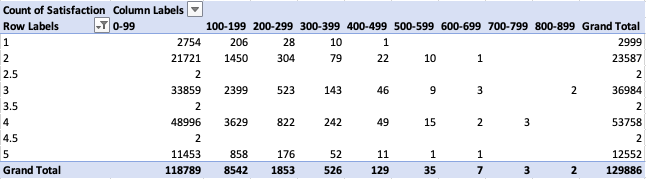 Count of Satisfaction Column Labels
Row Labels 0-99 100-199 200-299 300-399 400-499 500-599 600-699 700-799 800-899 Grand Total
1 2754 206 28 10 1 2999
2 21721 1450 304 79 22 10 1 23587
2.5 2 2
3 33859 2399 523 143 46 9 3 2 36984
3.5 2 2
4 48996 3629 822 242 49 15 2 3 53758
4.5 2 2
5 11453 858 176 52 11 1 1 12552
Grand Total 118789 8542 1853 526 129 35 7 3 2 129886